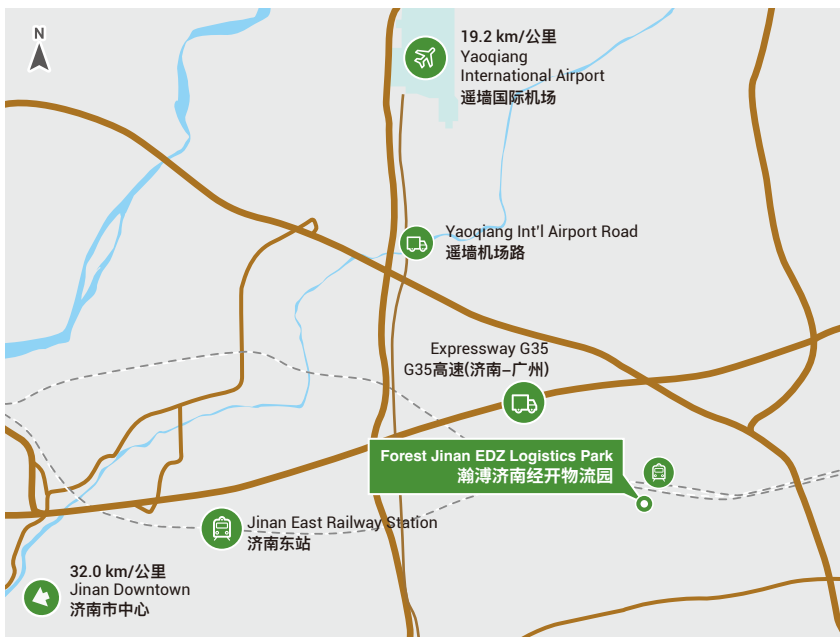 N
19.2 km/公里
Yaoqiang
International Airport
遥墙国际机场
Yaoqiang Int'l Airport Road
遥墙机场路
Expressway G35
G35高速(济南–广州)
Forest Jinan EDZ Logistics Park
瀚溥济南经开物流园
Jinan East Railway Station
济南东站
32.0 km/公里
Jinan Downtown
济南市中心